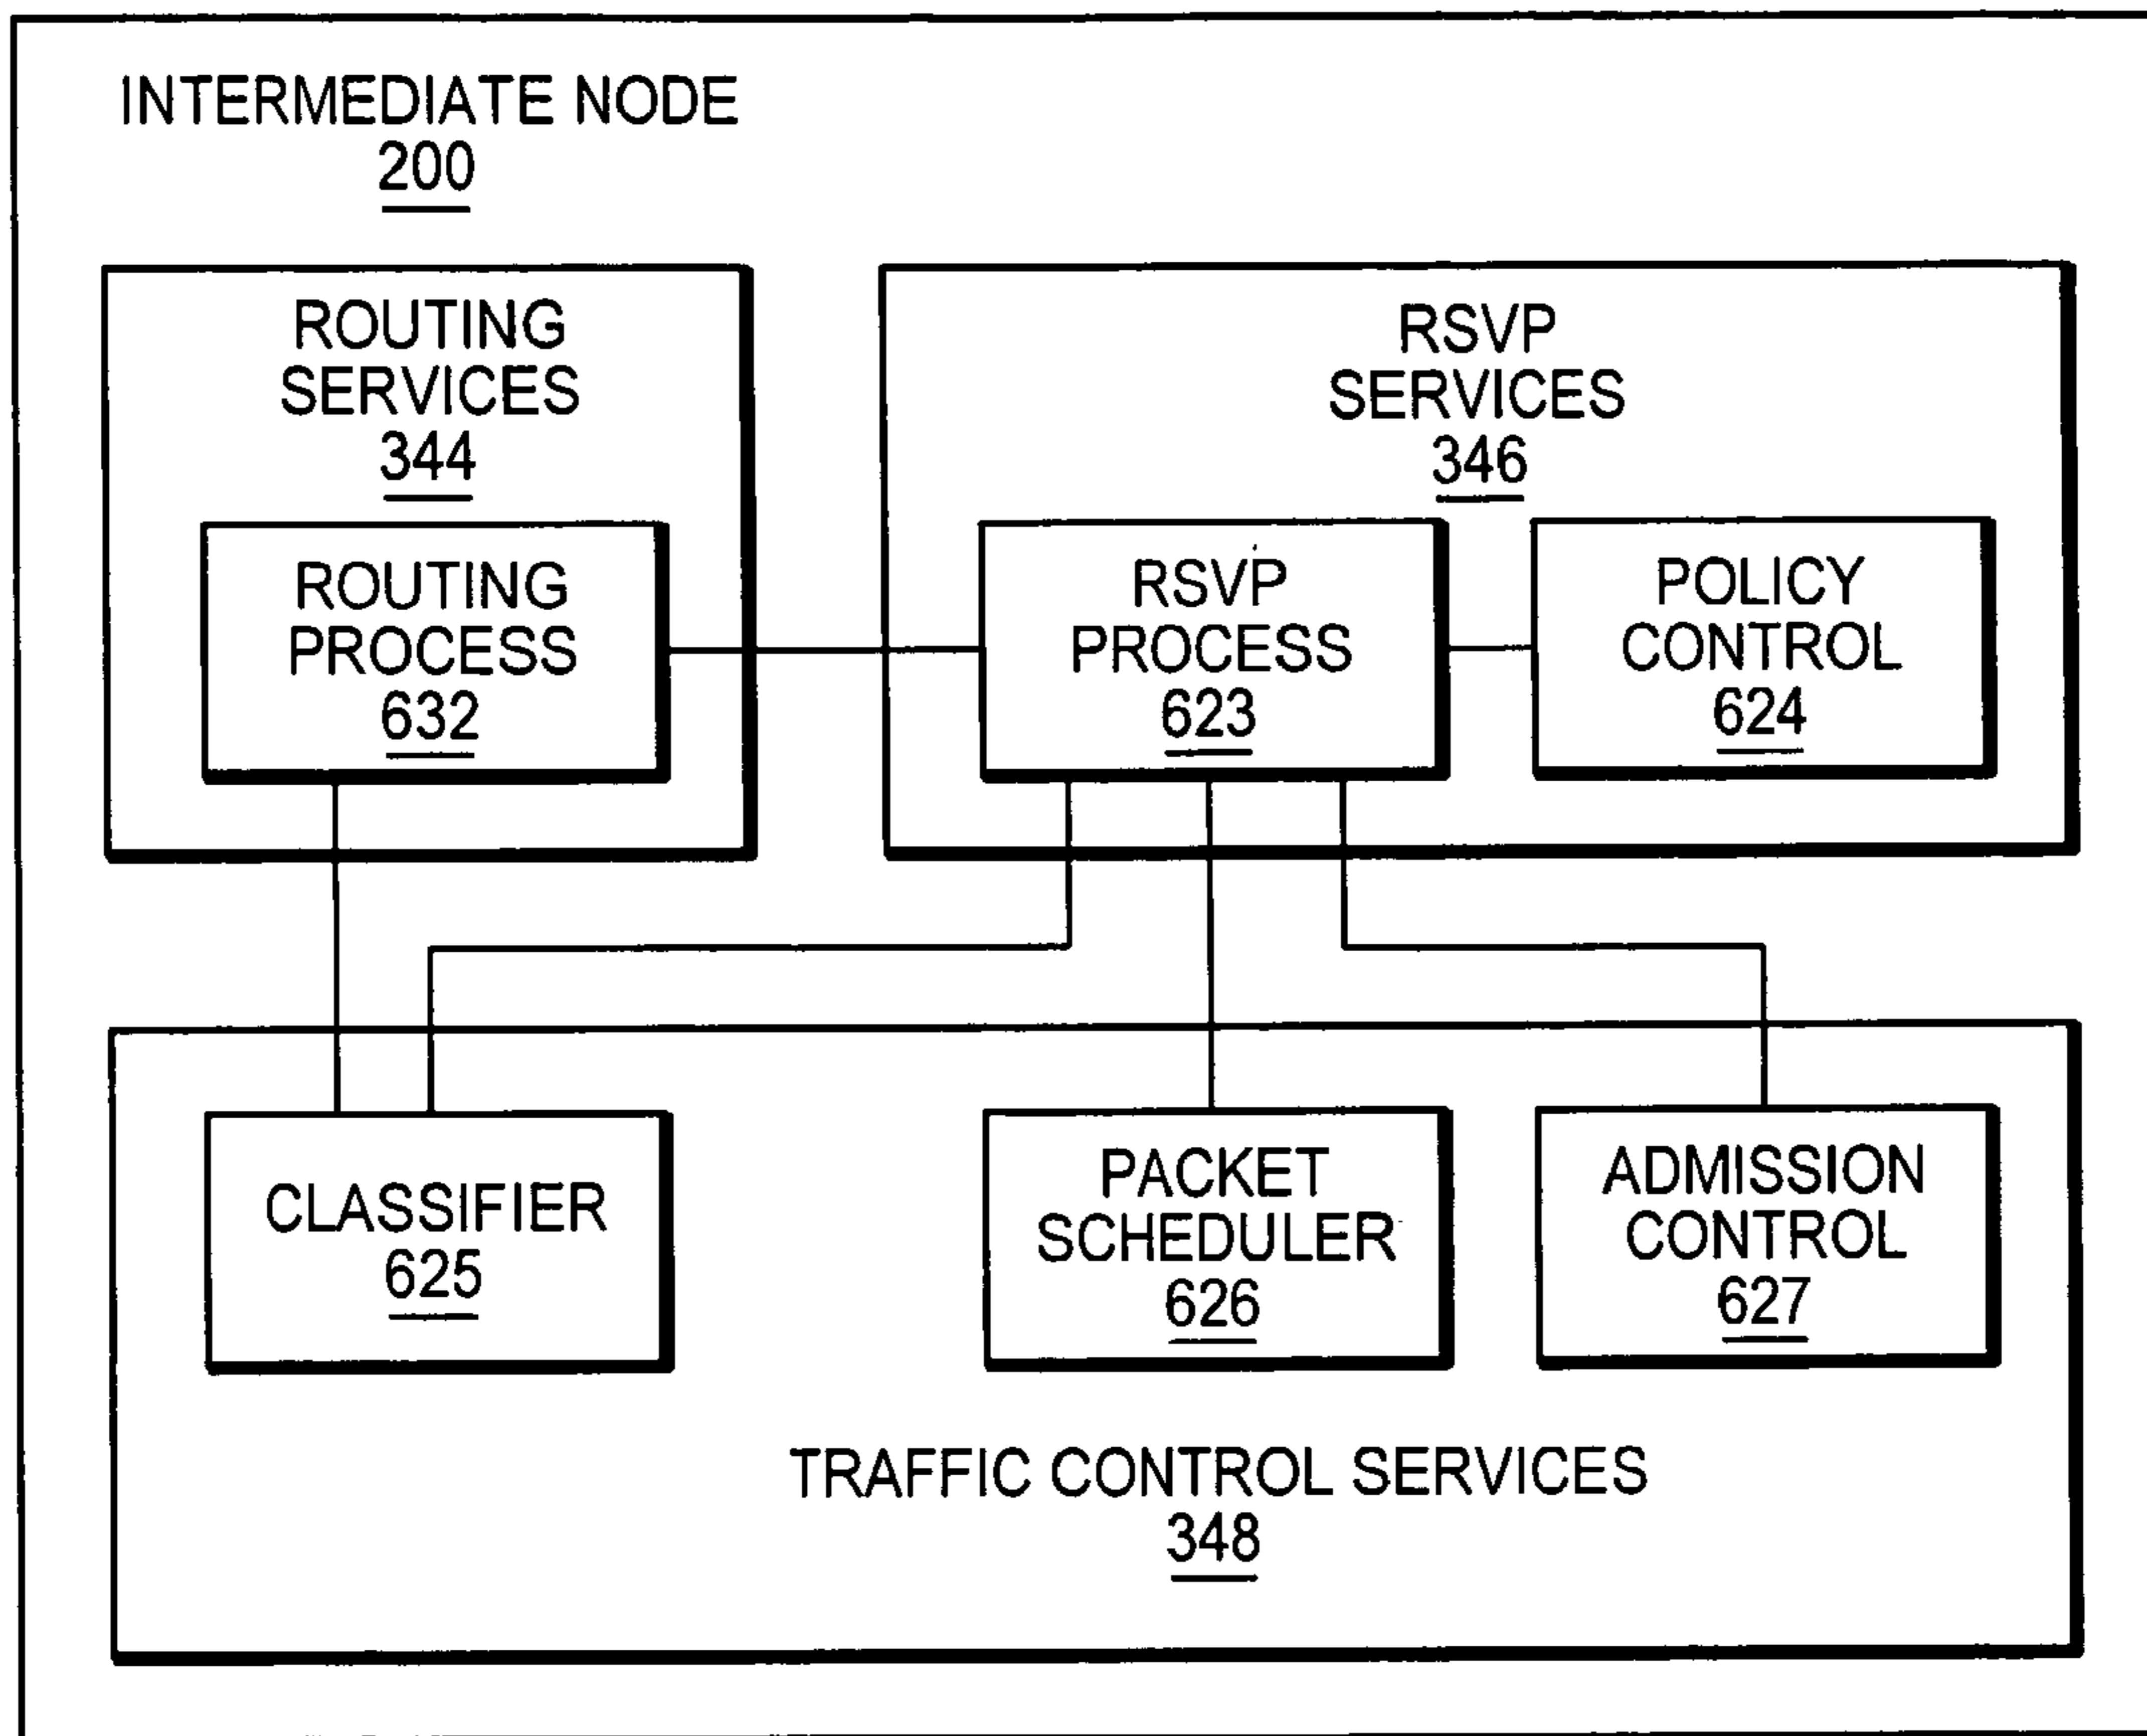 INTERMEDIATE NODE
200
ROUTING
SERVICES
344
ROUTING
PROCESS
632
RSVP
SERVICES
346
RSVP
PROCESS
623
POLICY
CONTROL
624
CLASSIFIER
625
PACKET
SCHEDULER
626
ADMISSION
CONTROL
627
TRAFFIC CONTROL SERVICES
348